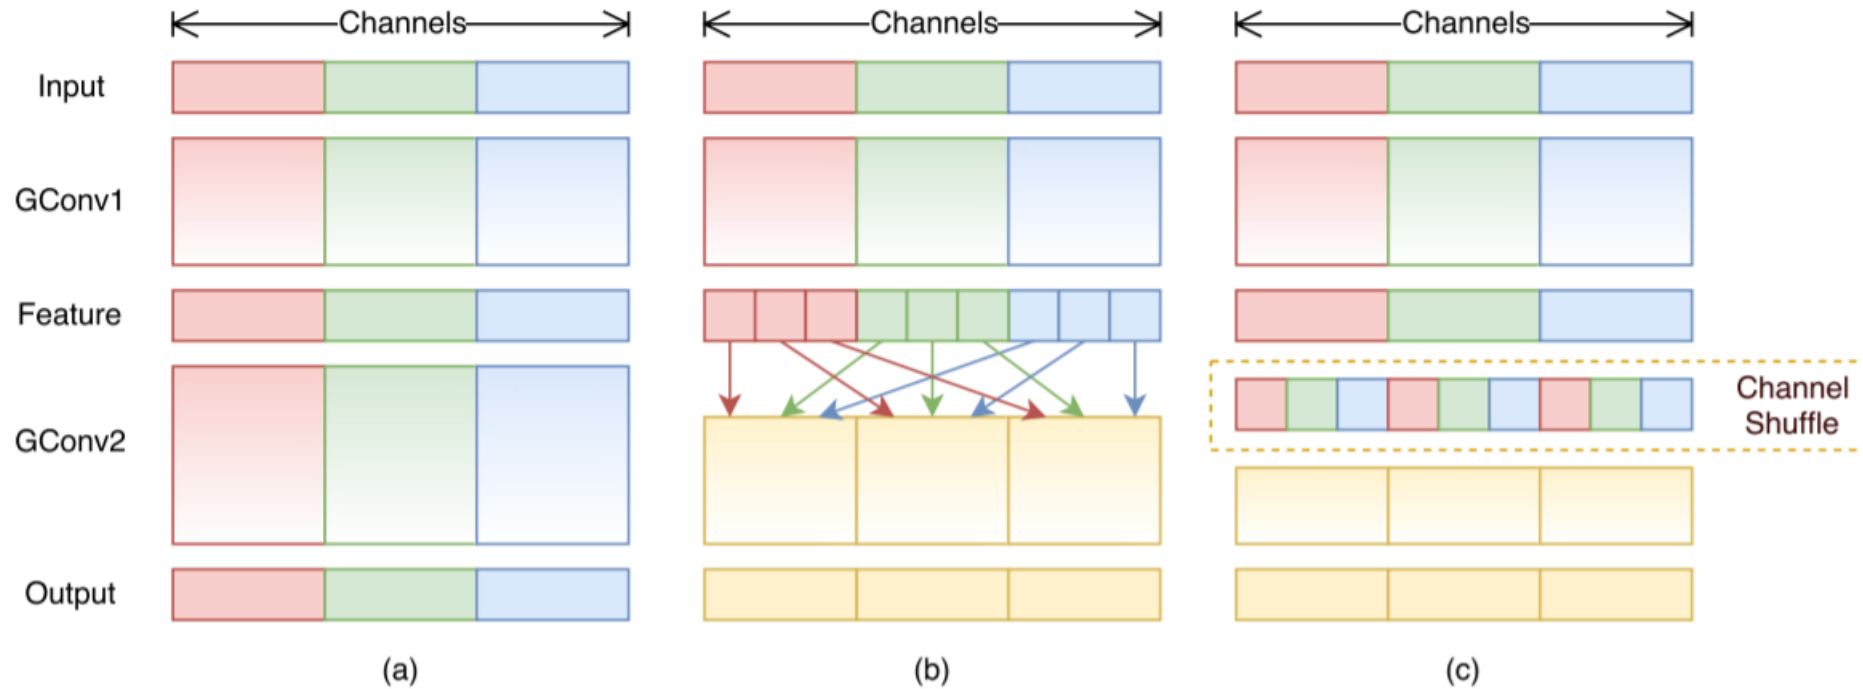 Channels
Channels
Channels
Input
GConv1
Feature
Channel
Shuffle
GConv2
Output
(a)
(b)
(c)